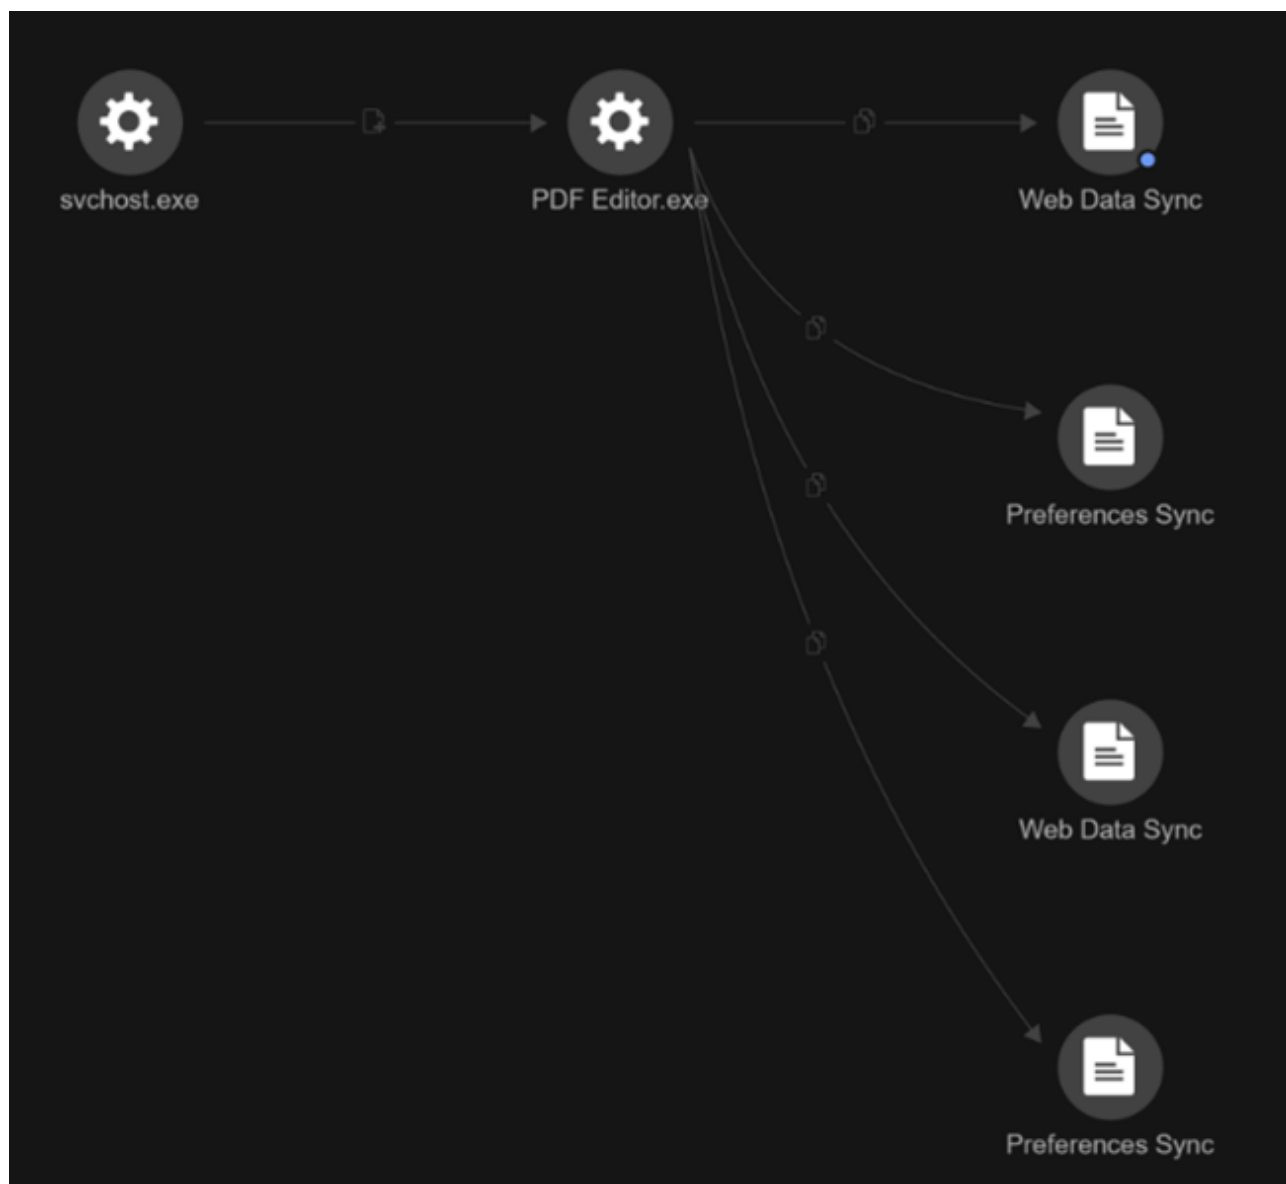 svchost.exe
PDF Editor.exe
Web Data Sync
Preferences Sync
Web Data Sync
Preferences Sync